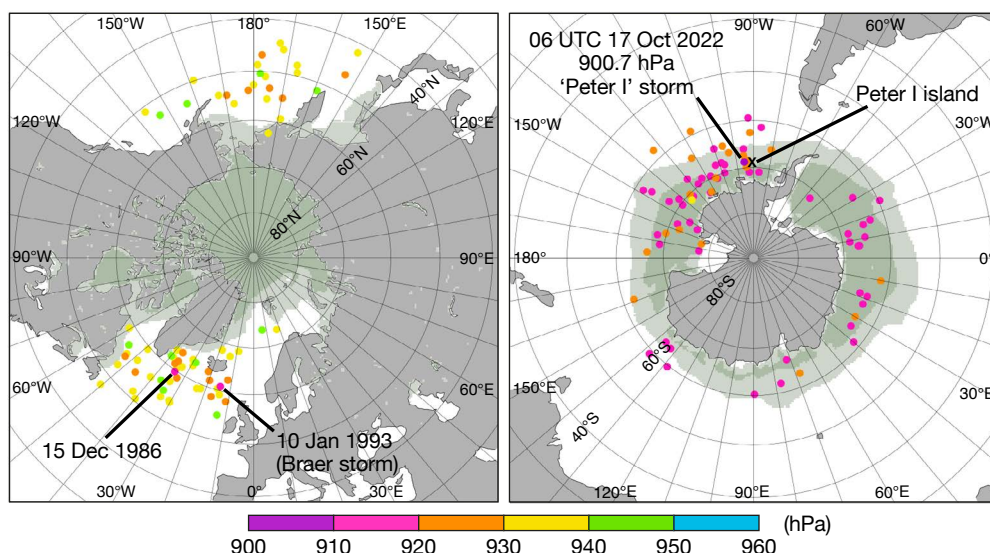 150°W
180°
150°E
40°N
120°W
120°E
60°N
80°N
90°W
90°E
60°W
60°E
15 Dec 1986
10 Jan 1993
(Braer storm)
30°W
0°
30°E
90°W
60°W
06 UTC 17 Oct 2022
900.7 hPa
‘Peter I’ storm
Peter I island
120°W
150°W
30°W
x
180°
0°
80°S
60°S
150°E
30°E
40°S
120°E
90°E
60°E
900
910
920
930
940
950
960
(hPa)